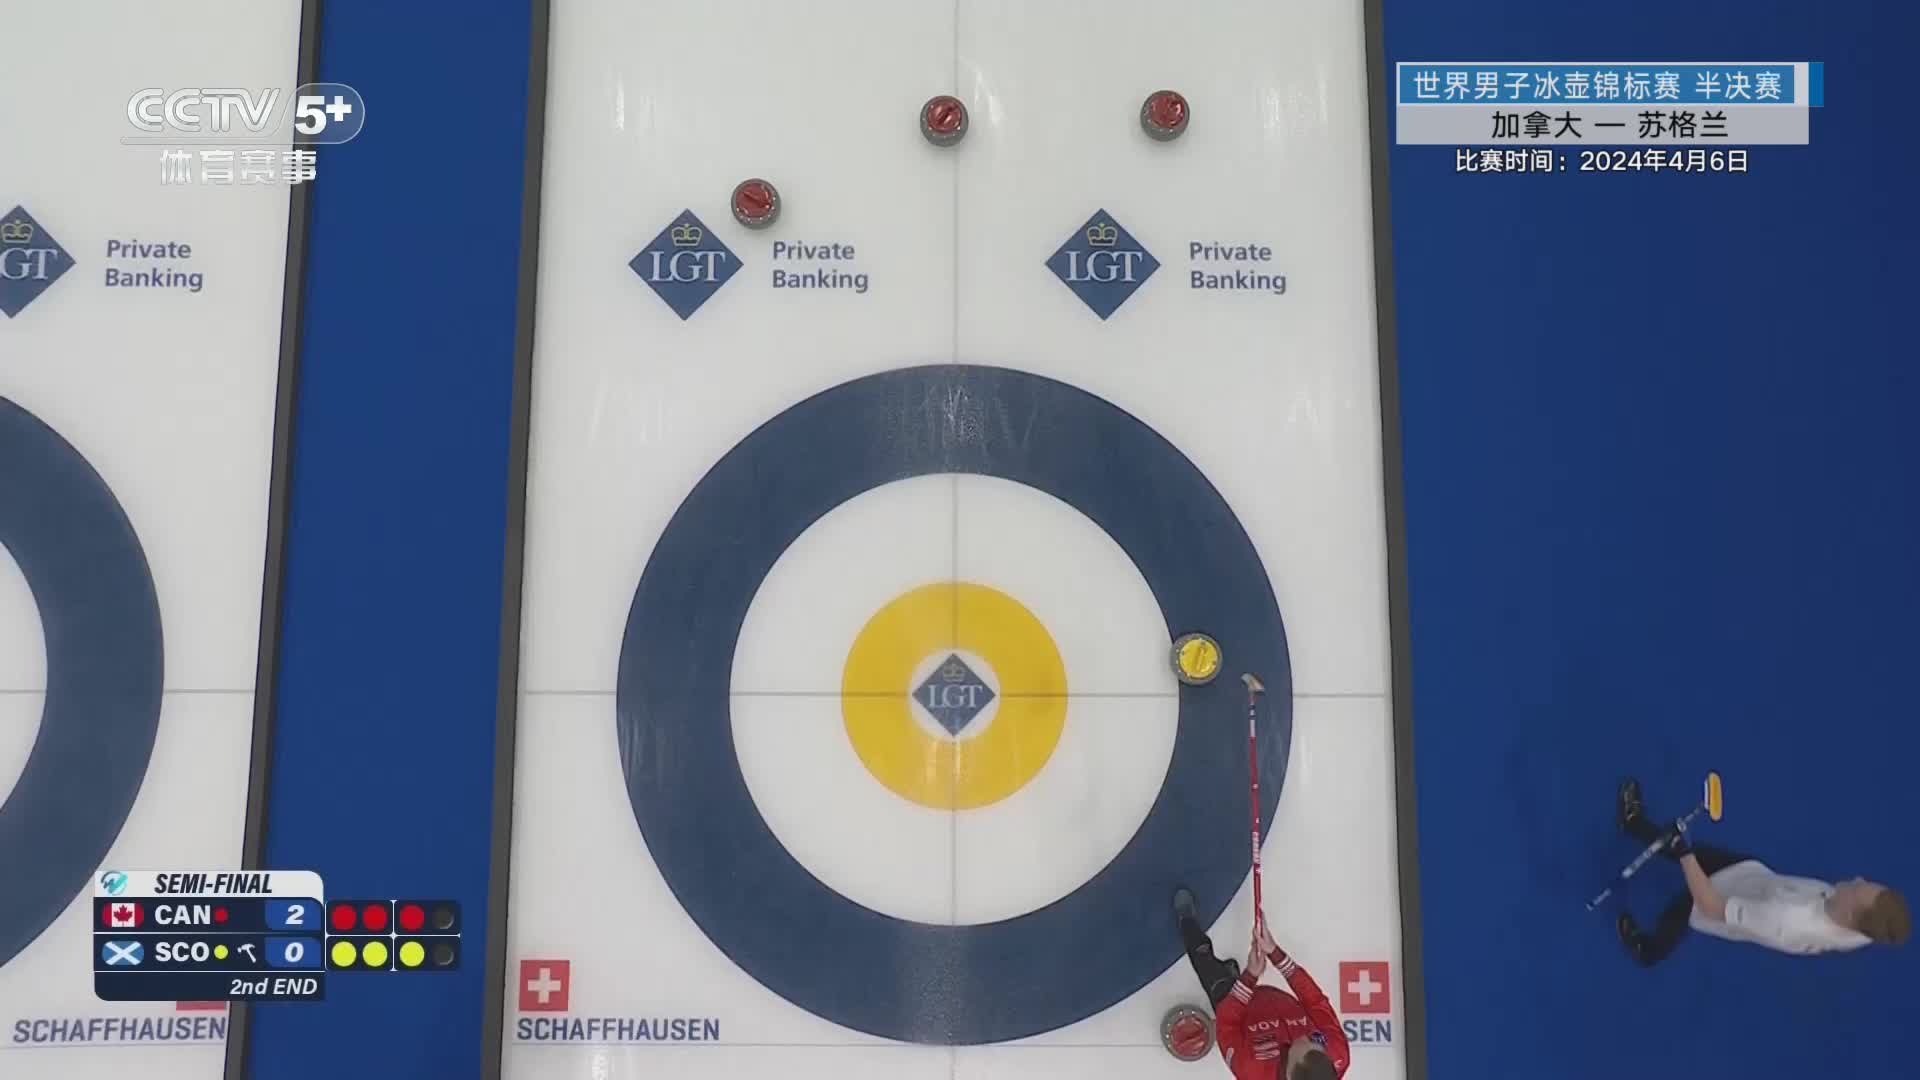 CCTV 5+
体育赛事
世界男子冰壶锦标赛 半决赛
加拿大 — 苏格兰
比赛时间：2024年4月6日
GT
Private
Banking
LGT
Private
Banking
LGT
Private
Banking
LGT
SEMI-FINAL
CAN 2
SCO 0
2nd END
SCHAFFHAUSEN
SCHAFFHAUSEN
SEN